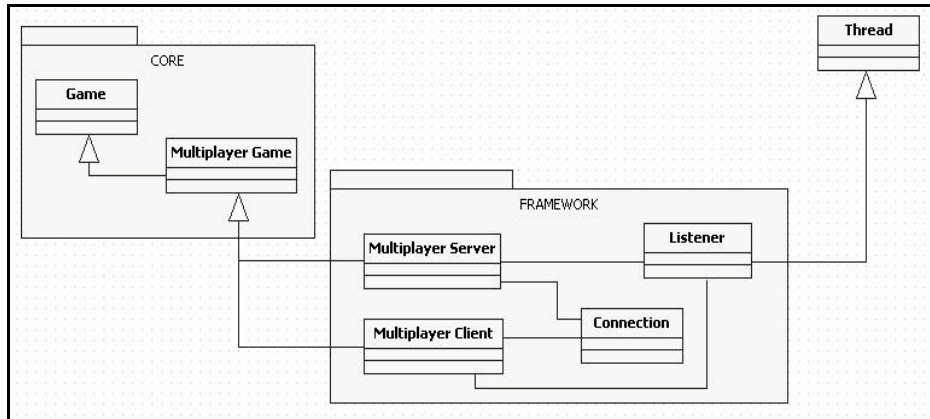 Thread
CORE
Game
Multiplayer Game
FRAMEWORK
Multiplayer Server
Listener
Multiplayer Client
Connection